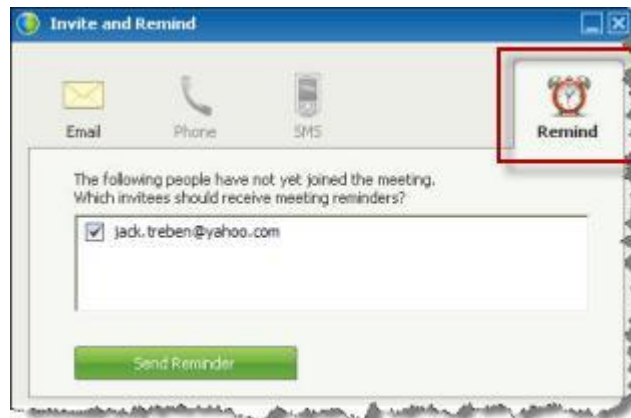 Invite and Remind
Email
Phone
SMS
Remind
The following people have not yet joined the meeting.
Which invitees should receive meeting reminders?
jack.treben@yahoo.com
Send Reminder